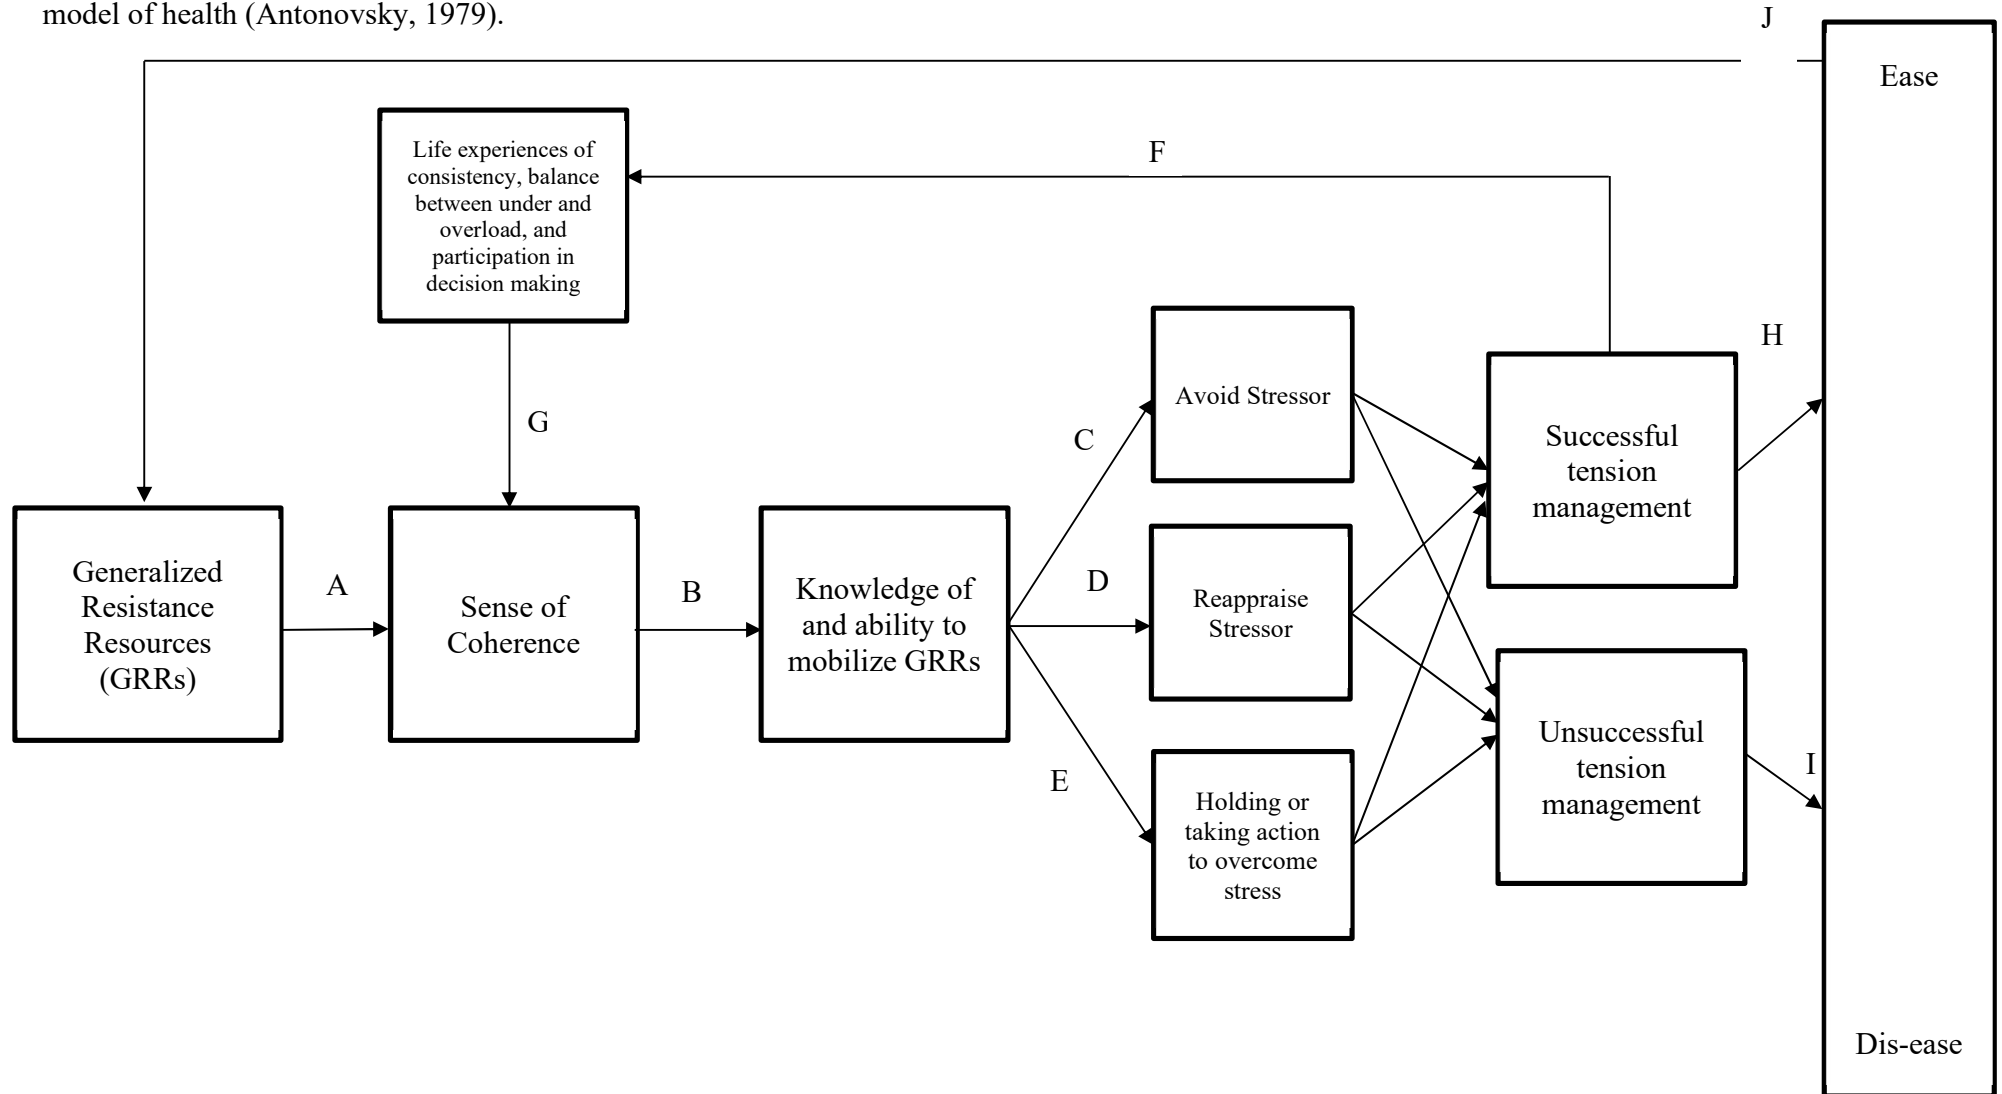 model of health (Antonovsky, 1979).
J
Ease
Life experiences of
consistency, balance
between under and
overload, and
participation in
decision making
F
H
G
C
Avoid Stressor
Successful
tension
management
Generalized
Resistance
Resources
(GRRs)
A
Sense of
Coherence
B
Knowledge of
and ability to
mobilize GRRs
D
Reappraise
Stressor
E
Holding or
taking action
to overcome
stress
Unsuccessful
tension
management
I
Dis-ease